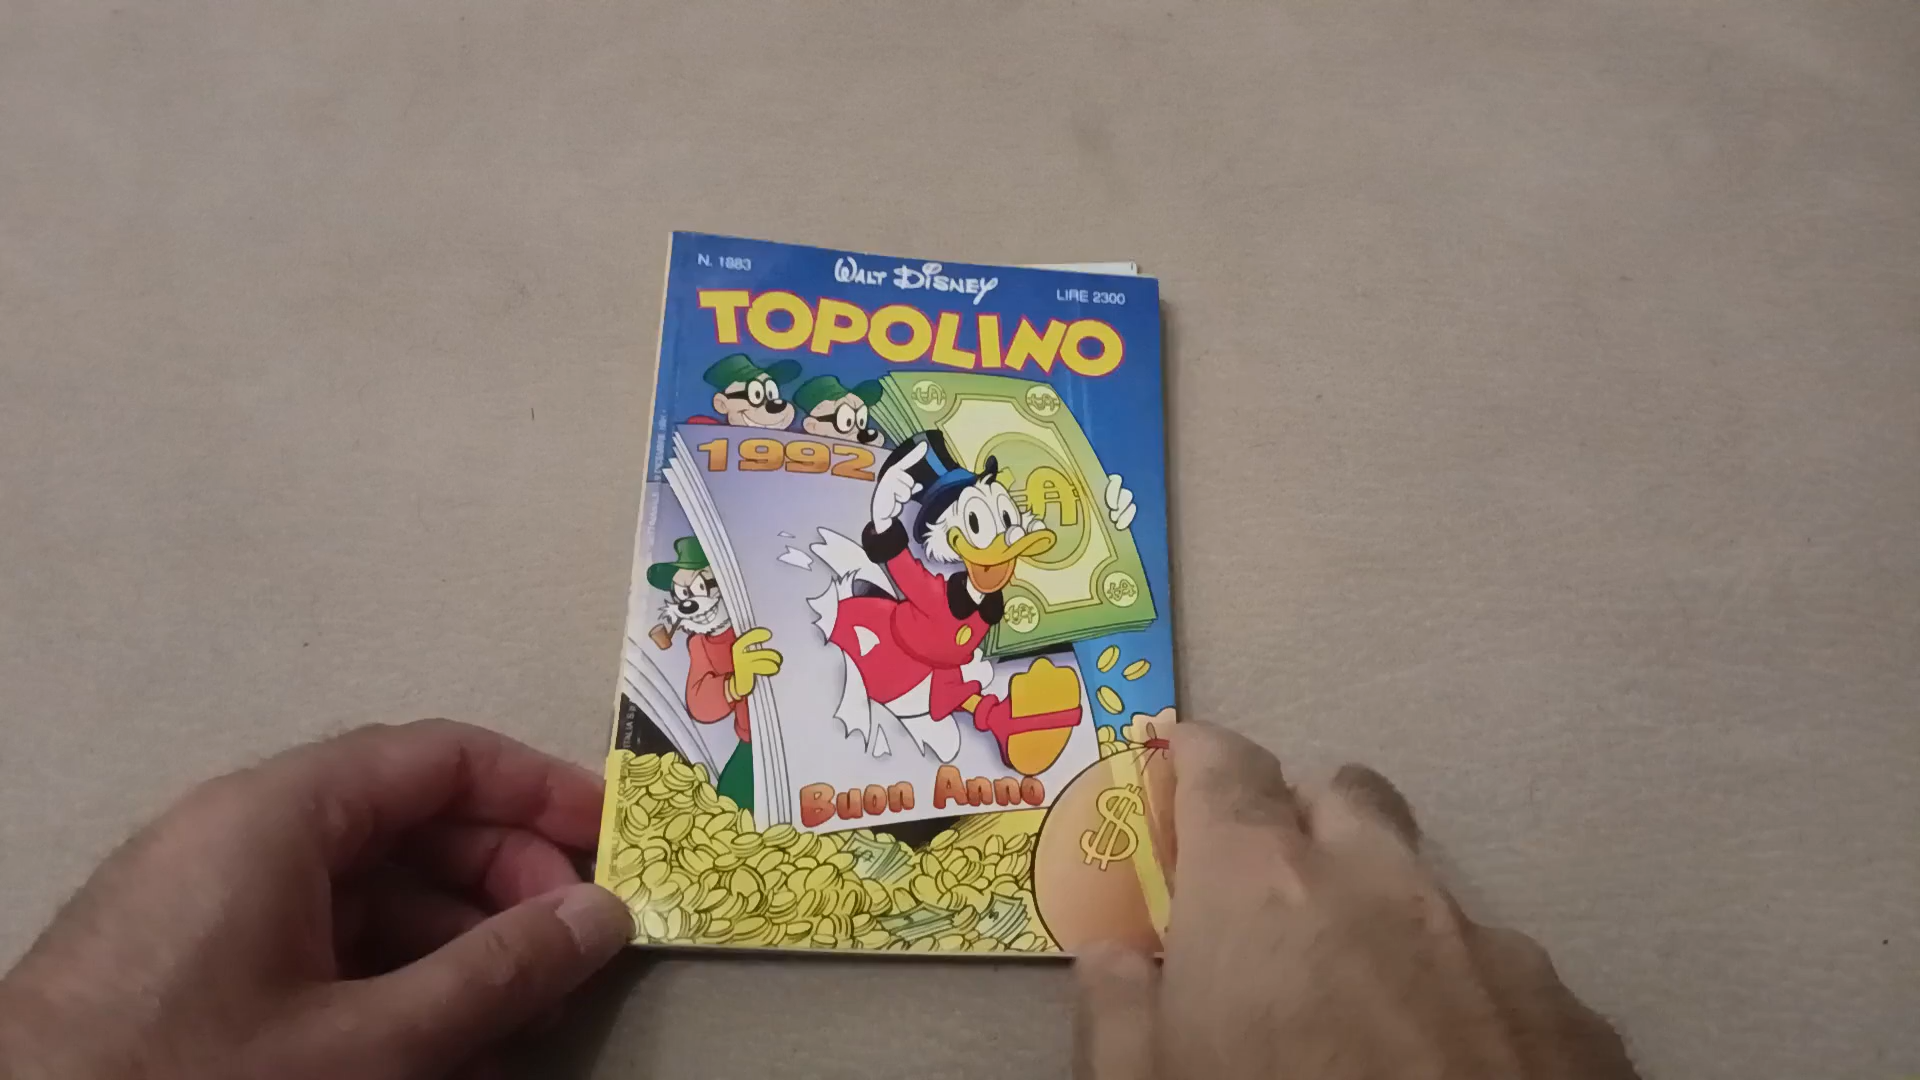 N. 1883
WALT DISNEY
LIRE 2300
TOPOLINO
1992
$
Buon Anno